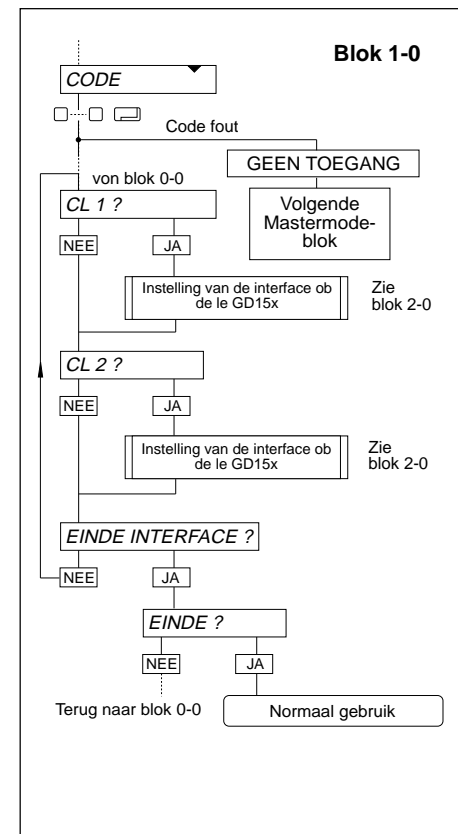 Blok 1-0
CODE
Code fout
GEEN TOEGANG
Volgende
Mastermode-
blok
von blok 0-0
CL 1 ?
NEE
JA
Instelling van de interface ob
de le GD15x
Zie
blok 2-0
CL 2 ?
NEE
JA
Instelling van de interface ob
de le GD15x
Zie
blok 2-0
EINDE INTERFACE ?
NEE
JA
EINDE ?
NEE
JA
Terug naar blok 0-0
Normaal gebruik